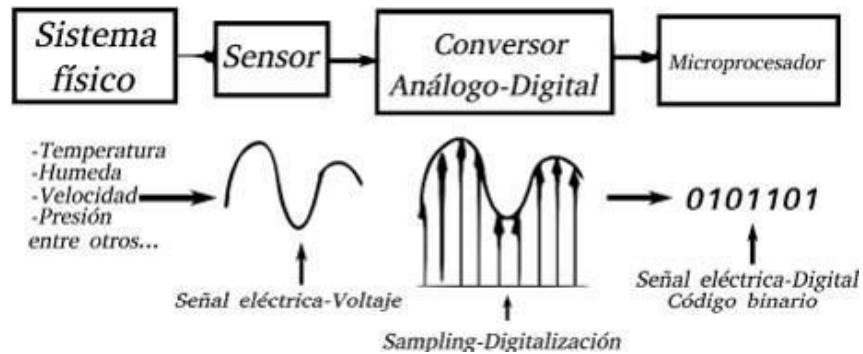 Sistema
físico
Sensor
Conversor
Análogo-Digital
Microprocesador
-Temperatura
-Humeda
-Velocidad
-Presión
entre otros...
0101101
Señal eléctrica-Voltaje
Señal eléctrica-Digital
Código binario
Sampling-Digitalización